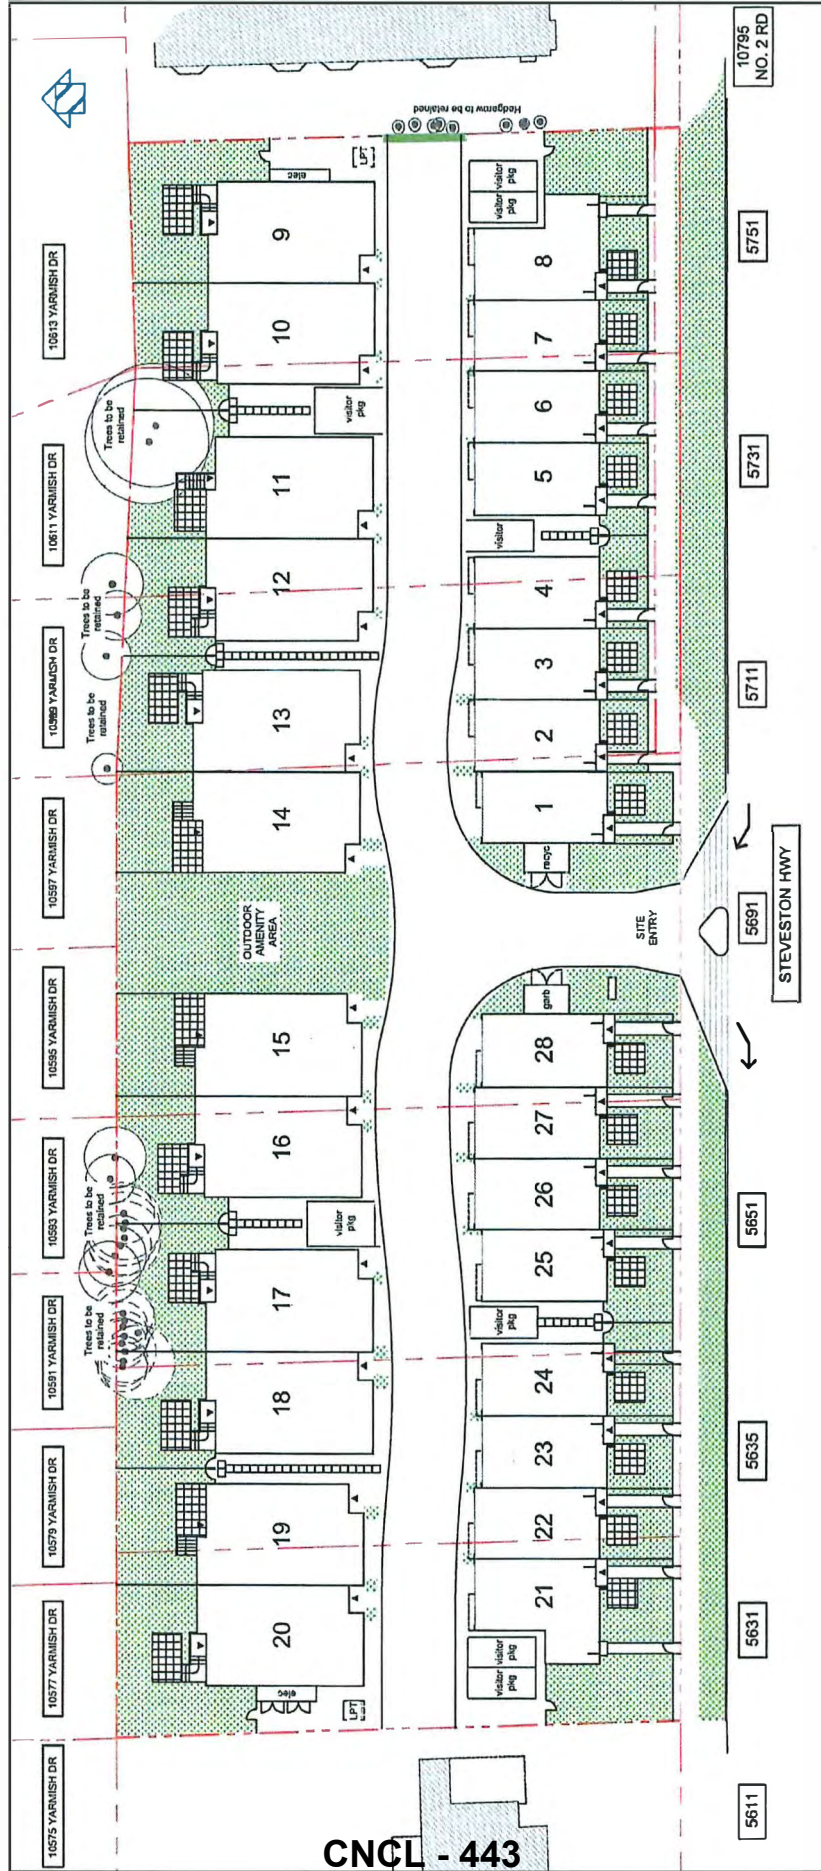 10795
NO. 2 RD
Hedgerow to be retained
10613 YARMISH DR
10611 YARMISH DR
10599 YARMISH DR
10597 YARMISH DR
10595 YARMISH DR
10593 YARMISH DR
10591 YARMISH DR
10579 YARMISH DR
10577 YARMISH DR
10575 YARMISH DR
LPT
elec
9
10
Trees to be
retained
visitor
pkg
11
12
Trees to be
retained
Trees to be
retained
13
14
OUTDOOR
AMENITY
AREA
15
16
Trees to be
retained
visitor
pkg
17
Trees to be
retained
18
19
20
elec
LPT
visitor
pkg
visitor
pkg
8
7
6
5
visitor
4
3
2
1
recyc
SITE
ENTRY
garb
28
27
26
25
visitor
pkg
24
23
22
21
visitor
pkg
visitor
pkg
5751
5731
5711
5691
STEVESTON HWY
5651
5635
5631
5611
CNCL - 443